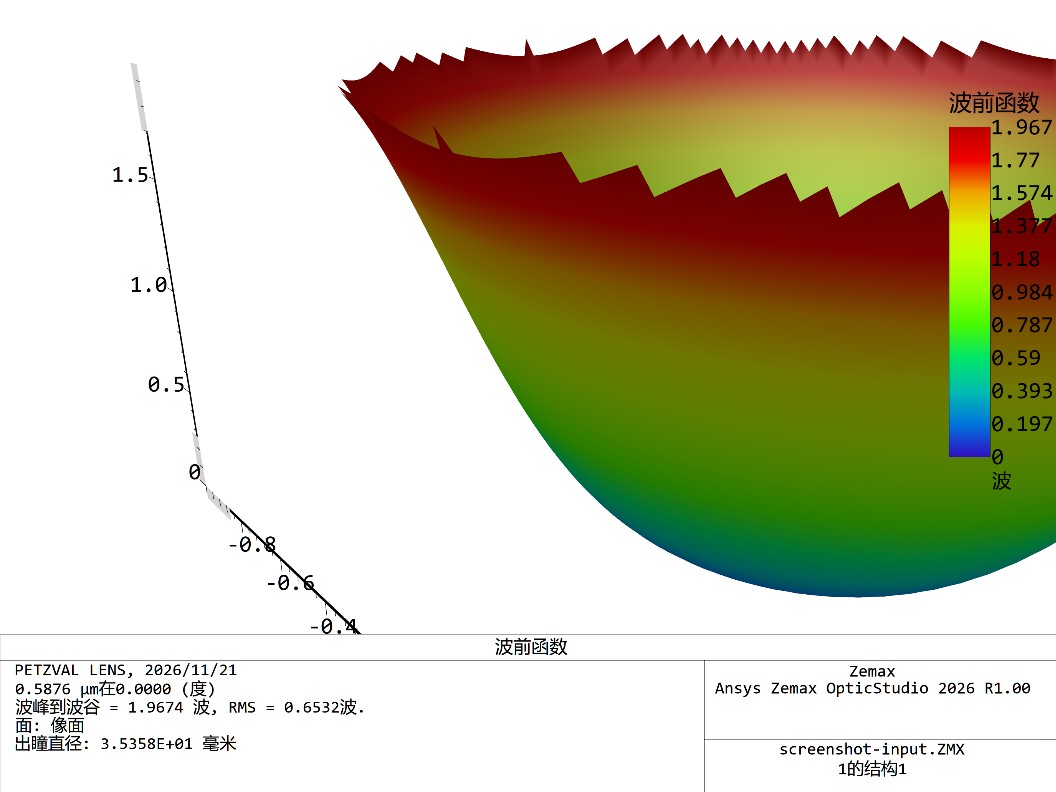 波前函数
1.967
1.77
1.574
1.377
1.18
0.984
0.787
0.59
0.393
0.197
0
波
1.5
1.0
0.5
0
-0.8
-0.6
-0.4
波前函数
PETZVAL LENS, 2026/11/21
0.5876 µm在0.0000 (度)
波峰到波谷 = 1.9674 波, RMS = 0.6532波.
面: 像面
出瞳直径: 3.5358E+01 毫米
Zemax
Ansys Zemax OpticStudio 2026 R1.00
screenshot-input.ZMX
1的结构1